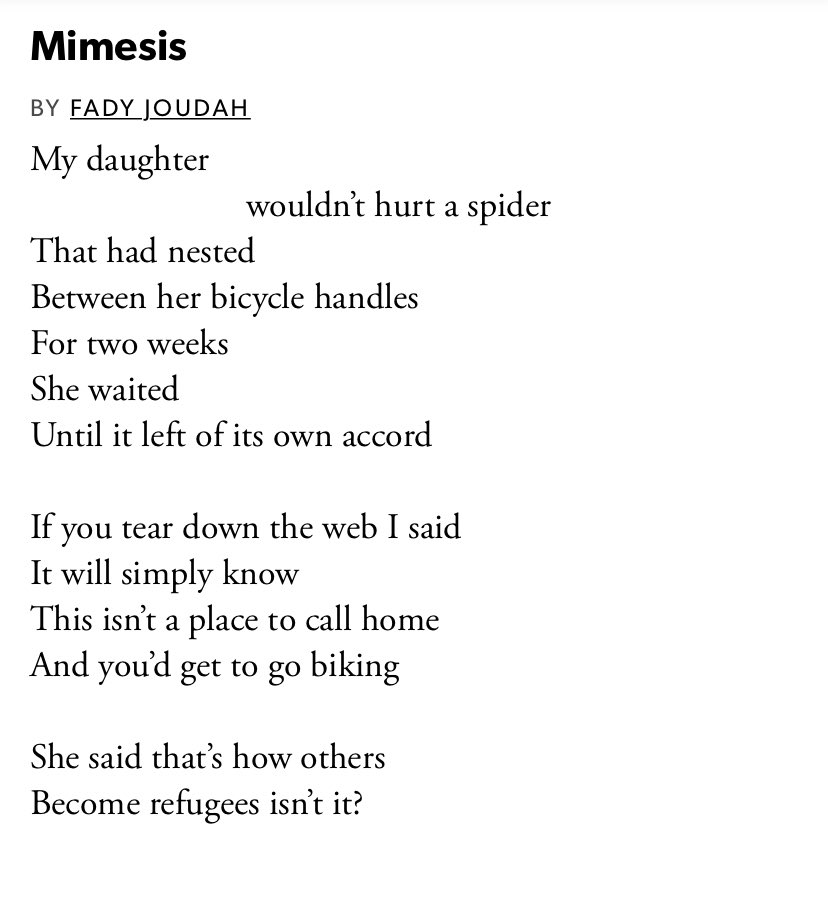 Mimesis
BY FADY JOUDAH
My daughter
wouldn’t hurt a spider
That had nested
Between her bicycle handles
For two weeks
She waited
Until it left of its own accord
If you tear down the web I said
It will simply know
This isn’t a place to call home
And you’d get to go biking
She said that’s how others
Become refugees isn’t it?